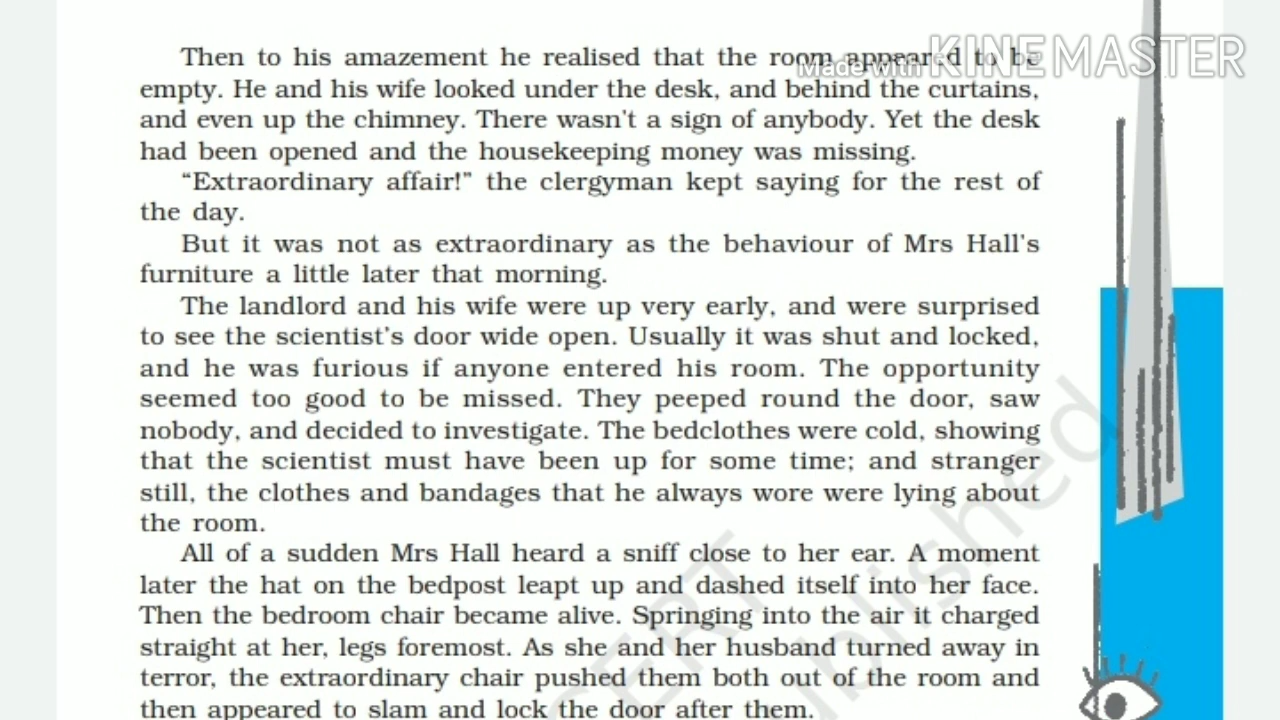 Then to his amazement he realised that the room appeared to be
Made with KINEMASTER
empty. He and his wife looked under the desk, and behind the curtains,
and even up the chimney. There wasn't a sign of anybody. Yet the desk
had been opened and the housekeeping money was missing.
“Extraordinary affair!” the clergyman kept saying for the rest of
the day.
But it was not as extraordinary as the behaviour of Mrs Hall's
furniture a little later that morning.
The landlord and his wife were up very early, and were surprised
to see the scientist's door wide open. Usually it was shut and locked,
and he was furious if anyone entered his room. The opportunity
seemed too good to be missed. They peeped round the door, saw
nobody, and decided to investigate. The bedclothes were cold, showing
that the scientist must have been up for some time; and stranger
still, the clothes and bandages that he always wore were lying about
the room.
All of a sudden Mrs Hall heard a sniff close to her ear. A moment
later the hat on the bedpost leapt up and dashed itself into her face.
Then the bedroom chair became alive. Springing into the air it charged
straight at her, legs foremost. As she and her husband turned away in
terror, the extraordinary chair pushed them both out of the room and
then appeared to slam and lock the door after them.